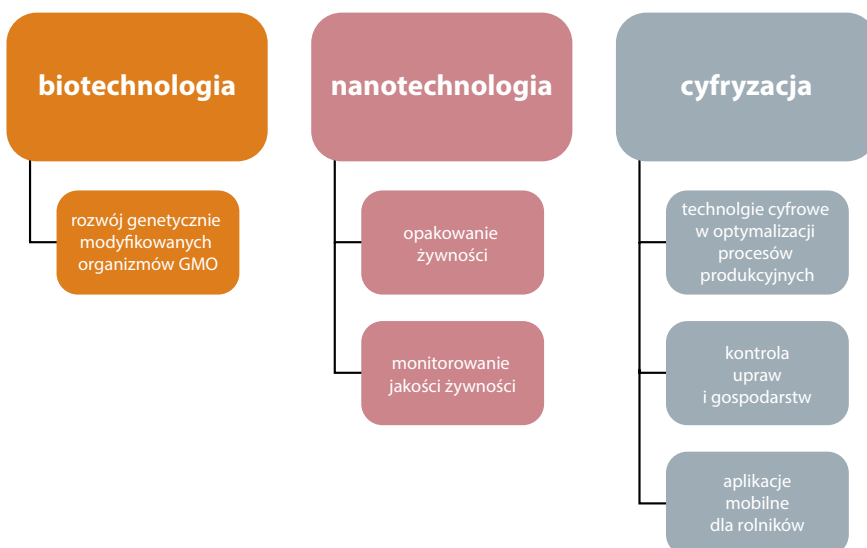 biotechnologia
rozwój genetycznie
modyfikowanych
organizmów GMO
nanotechnologia
opakowanie
żywności
monitorowanie
jakości żywności
cyfryzacja
technolgie cyfrowe
w optymalizacji
procesów
produkcyjnych
kontrola
upraw
i gospodarstw
aplikacje
mobilne
dla rolników